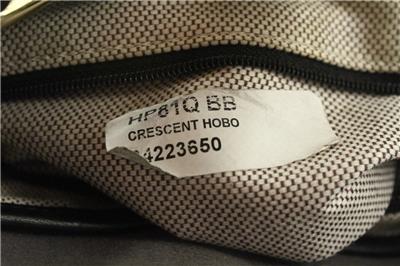 HP61Q BB
CRESCENT HOBO
4223650